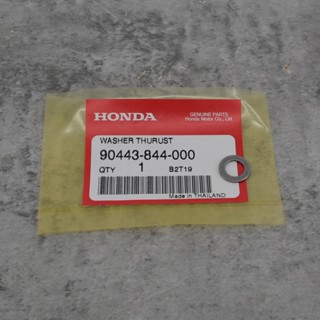 HONDA
GENUINE PARTS
Honda Motor Co., Ltd.
WASHER THURUST
90443-844-000
QTY 1 B2T19
Made in THAILAND